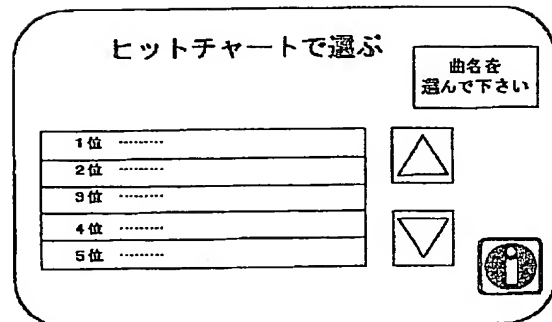 ヒットチャートで選ぶ
曲名を
選んで下さい
1位 ………
2位 ………
3位 ………
4位 ………
5位 ………